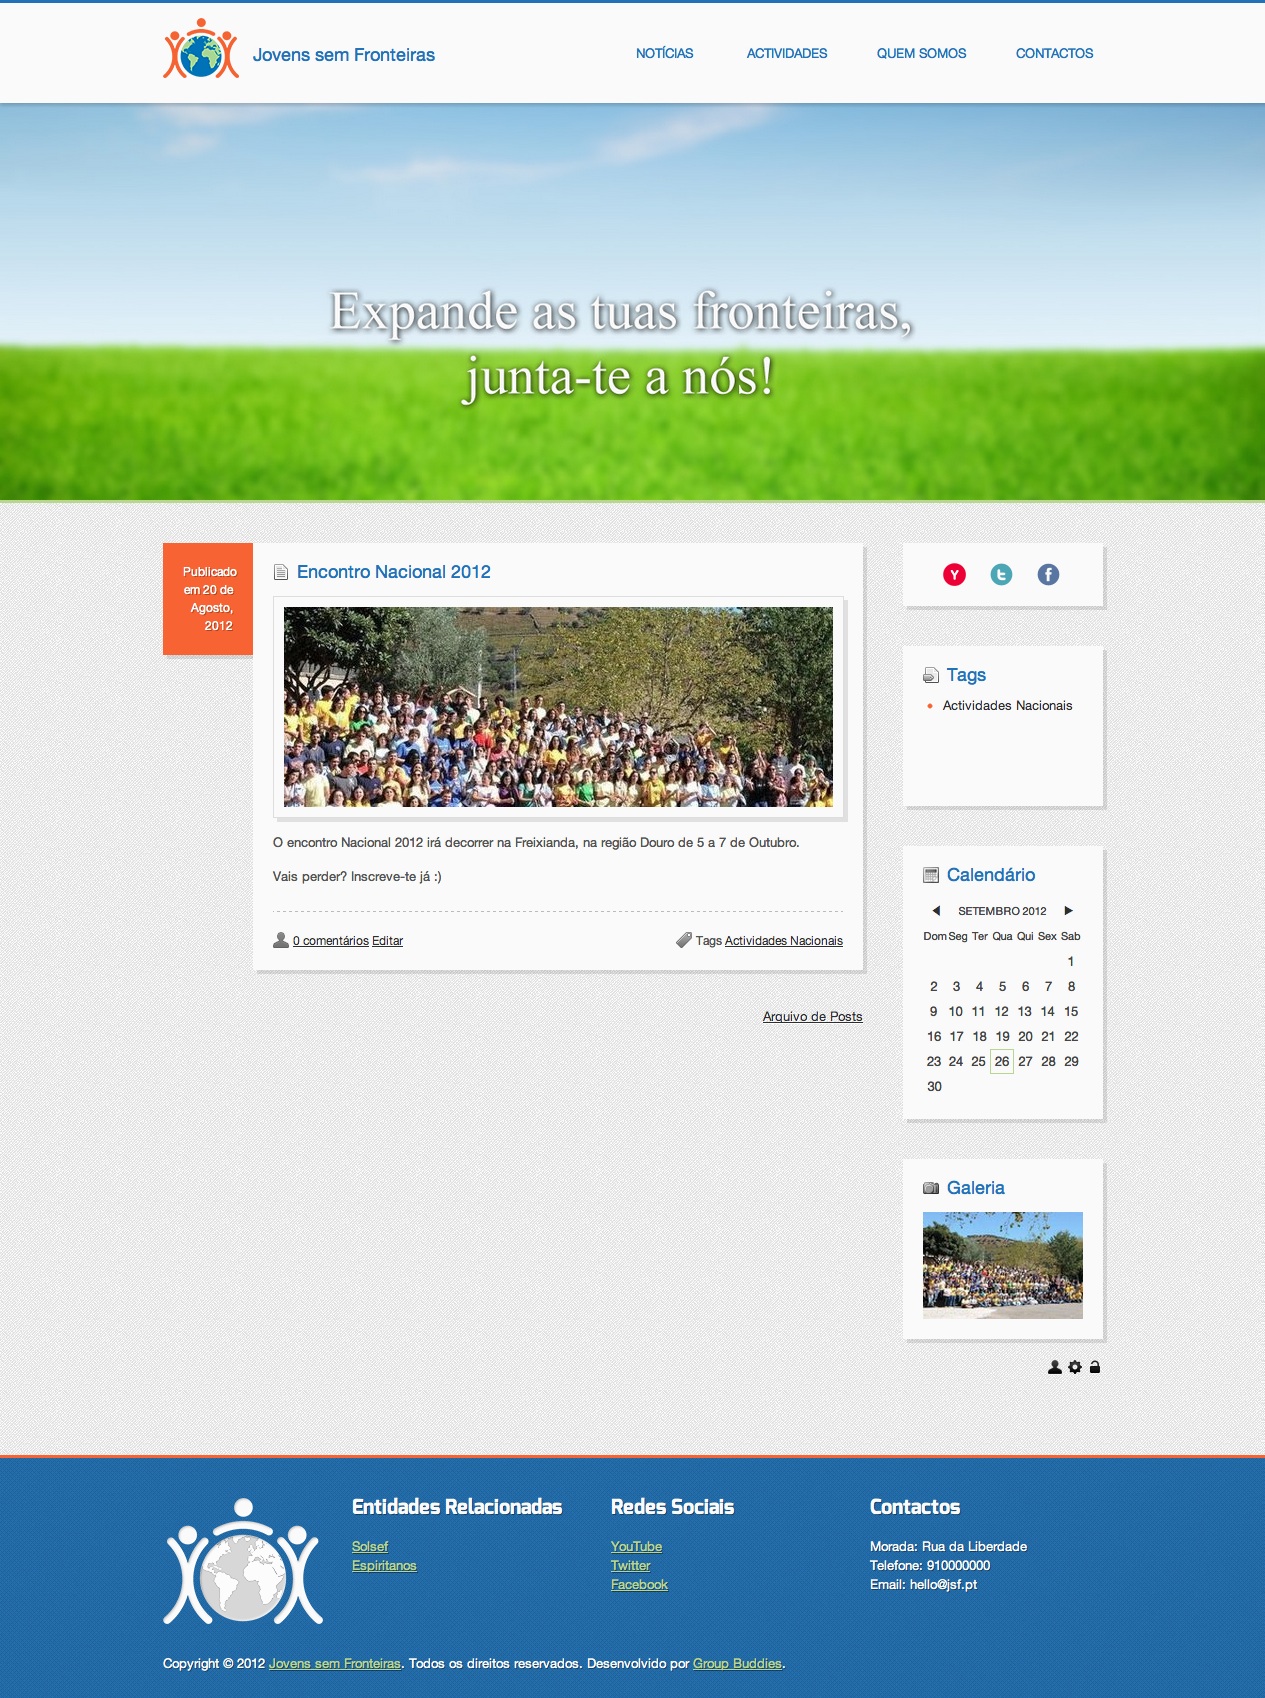 Jovens sem Fronteiras
NOTÍCIAS
ACTIVIDADES
QUEM SOMOS
CONTACTOS
Expande as tuas fronteiras,
junta-te a nós!
Publicado
em 20 de
Agosto,
2012
Encontro Nacional 2012
O encontro Nacional 2012 irá decorrer na Freixianda, na região Douro de 5 a 7 de Outubro.
Vais perder? Inscreve-te já :)
0 comentários Editar
Tags Actividades Nacionais
Arquivo de Posts
Tags
Actividades Nacionais
Calendário
SETEMBRO 2012
Dom Seg Ter Qua Qui Sex Sab
1
2 3 4 5 6 7 8
9 10 11 12 13 14 15
16 17 18 19 20 21 22
23 24 25 26 27 28 29
30
Galeria
Entidades Relacionadas
Solsef
Espiritanos
Redes Sociais
YouTube
Twitter
Facebook
Contactos
Morada: Rua da Liberdade
Telefone: 910000000
Email: hello@jsf.pt
Copyright © 2012 Jovens sem Fronteiras. Todos os direitos reservados. Desenvolvido por Group Buddies.